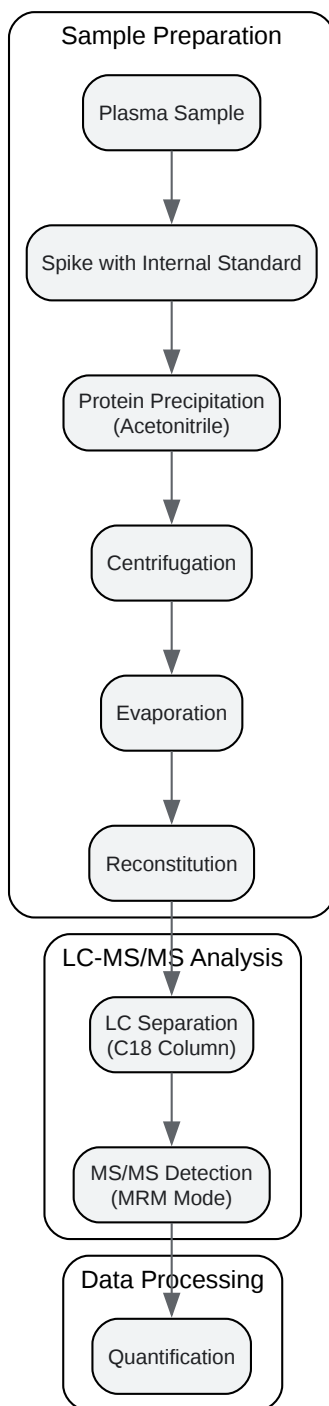 Sample Preparation
Plasma Sample
Spike with Internal Standard
Protein Precipitation
(Acetonitrile)
Centrifugation
Evaporation
Reconstitution
LC-MS/MS Analysis
LC Separation
(C18 Column)
MS/MS Detection
(MRM Mode)
Data Processing
Quantification